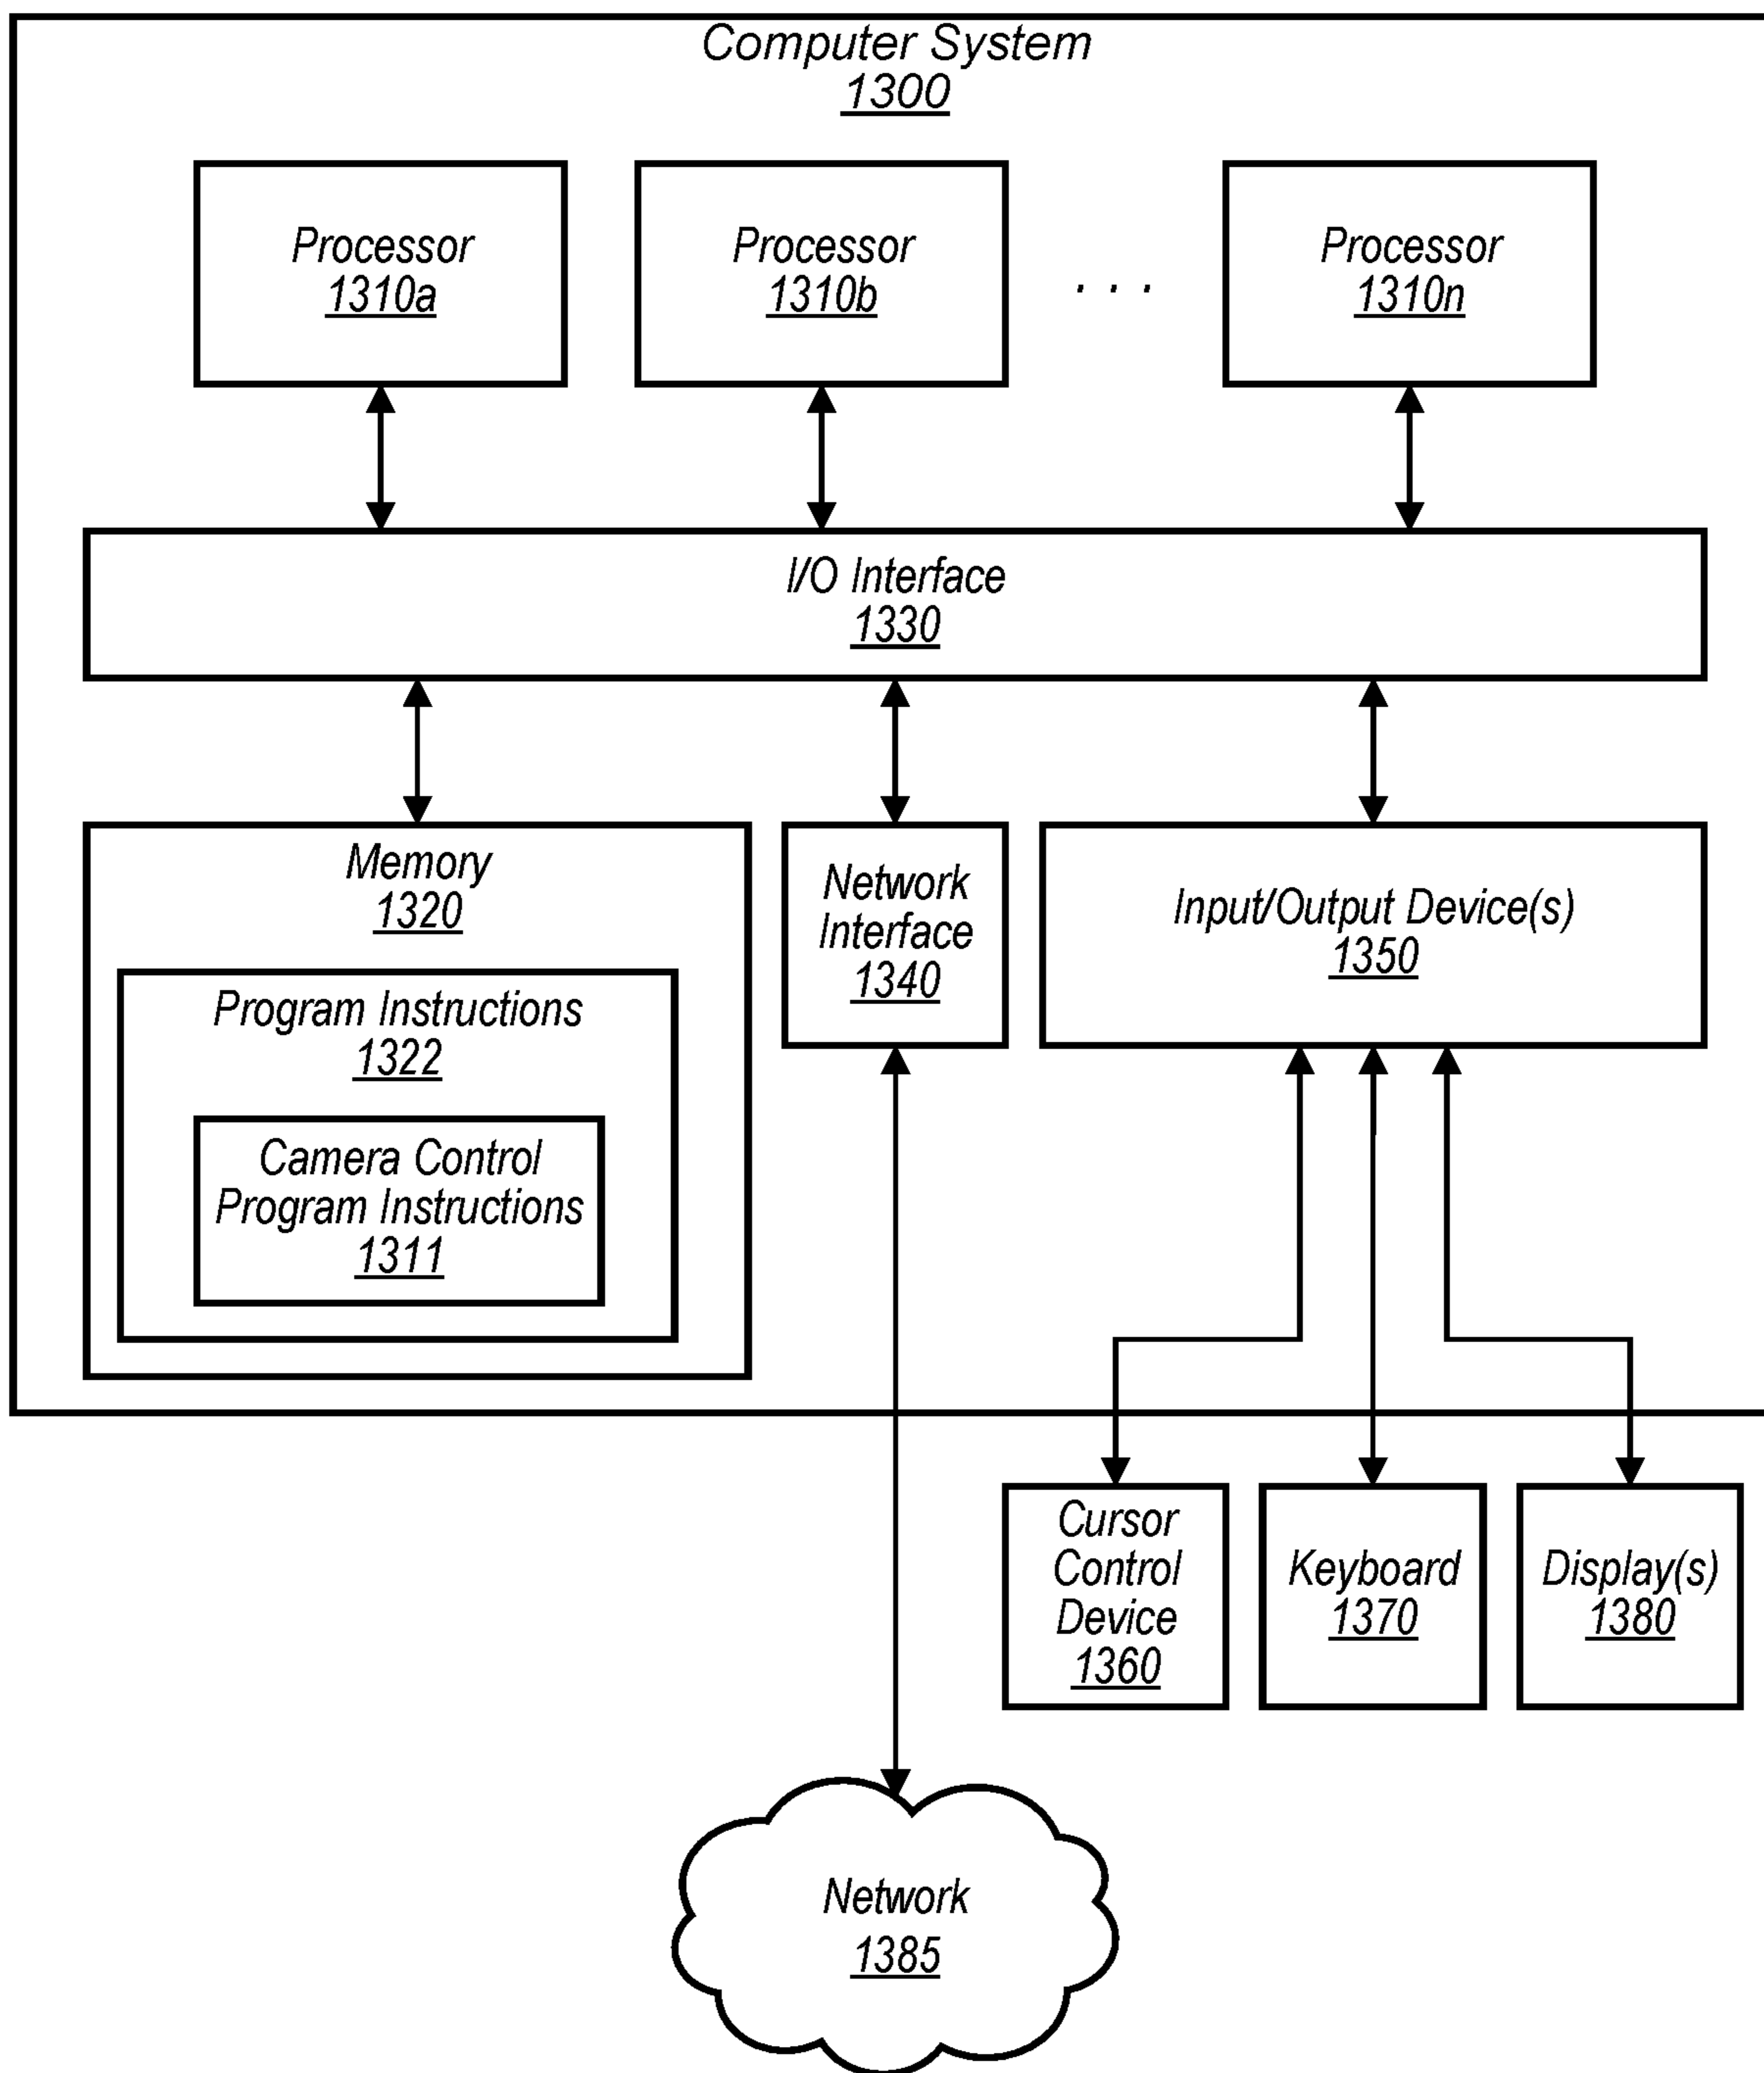 Computer System
1300
Processor
1310a
Processor
1310b
. . .
Processor
1310n
I/O Interface
1330
Memory
1320
Program Instructions
1322
Camera Control
Program Instructions
1311
Network
Interface
1340
Input/Output Device(s)
1350
Cursor
Control
Device
1360
Keyboard
1370
Display(s)
1380
Network
1385